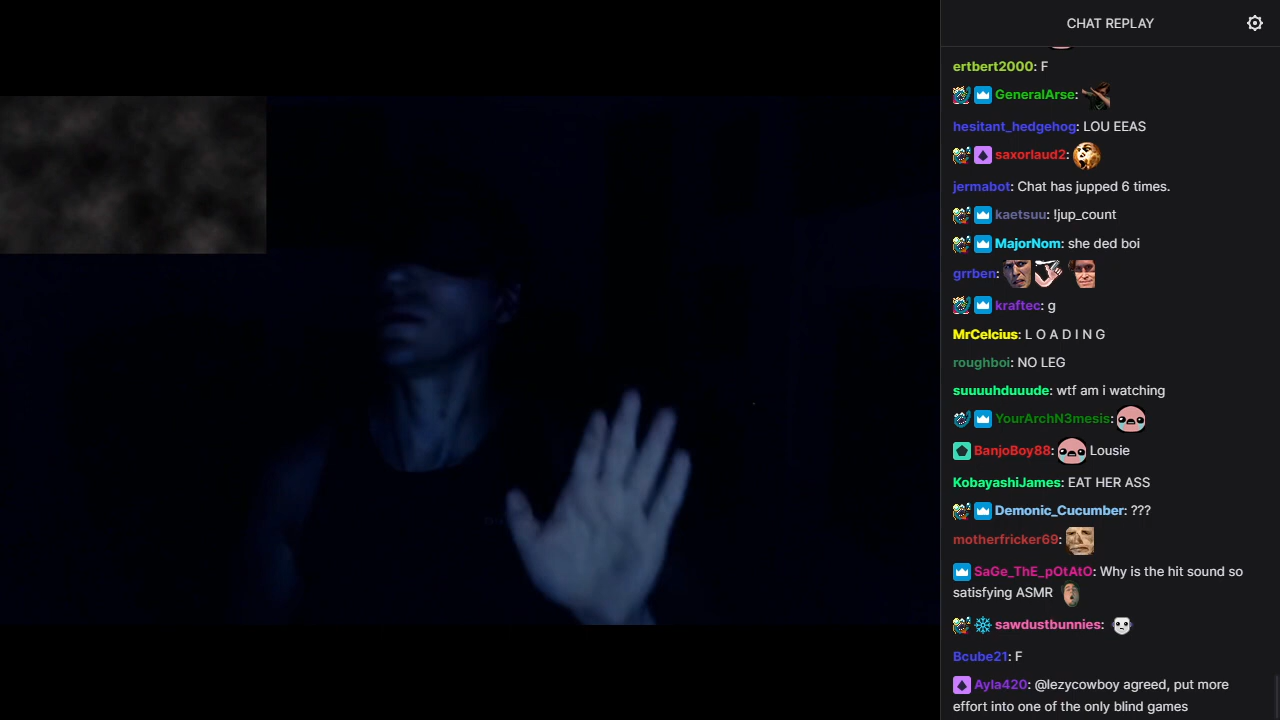 CHAT REPLAY
ertbert2000: F
GeneralArse:
hesitant_hedgehog: LOU EEAS
saxorlaud2:
jermabot: Chat has jupped 6 times.
kaetsuu: !jup_count
MajorNom: she ded boi
grrben:
kraftec: g
MrCelcius: L O A D I N G
roughboi: NO LEG
suuuuhduuude: wtf am i watching
YourArchN3mesis:
BanjoBoy88: Lousie
KobayashiJames: EAT HER ASS
Demonic_Cucumber: ???
motherfricker69:
SaGe_ThE_pOtAtO: Why is the hit sound so
satisfying ASMR
sawdustbunnies:
Bcube21: F
Ayla420: @lezycowboy agreed, put more
effort into one of the only blind games